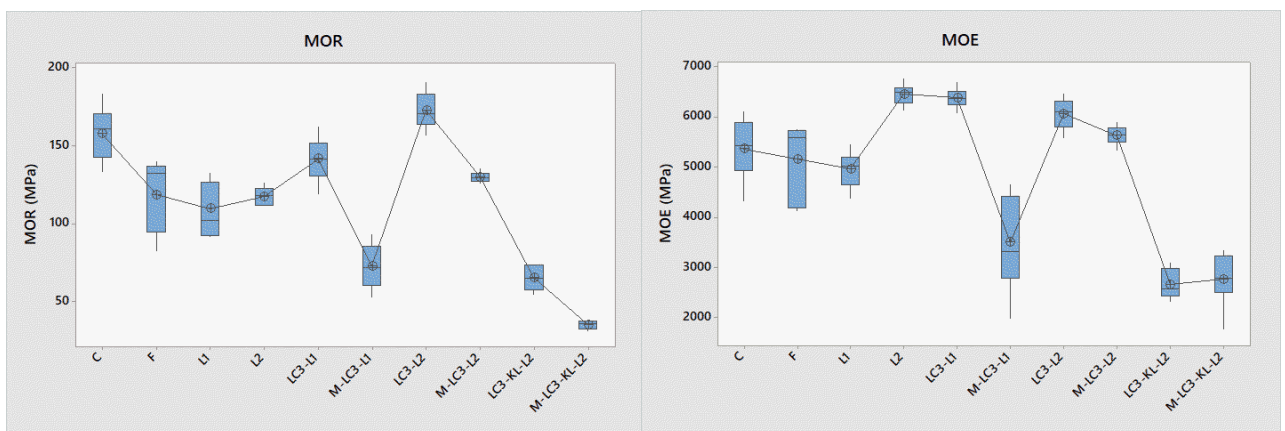 MOR
MOR (MPa)
200
150
100
50
C
F
L1
L2
LC3-L1
M-LC3-L1
LC3-L2
M-LC3-L2
LC3-KL-L2
M-LC3-KL-L2
MOE
MOE (MPa)
7000
6000
5000
4000
3000
2000
C
F
L1
L2
LC3-L1
M-LC3-L1
LC3-L2
M-LC3-L2
LC3-KL-L2
M-LC3-KL-L2